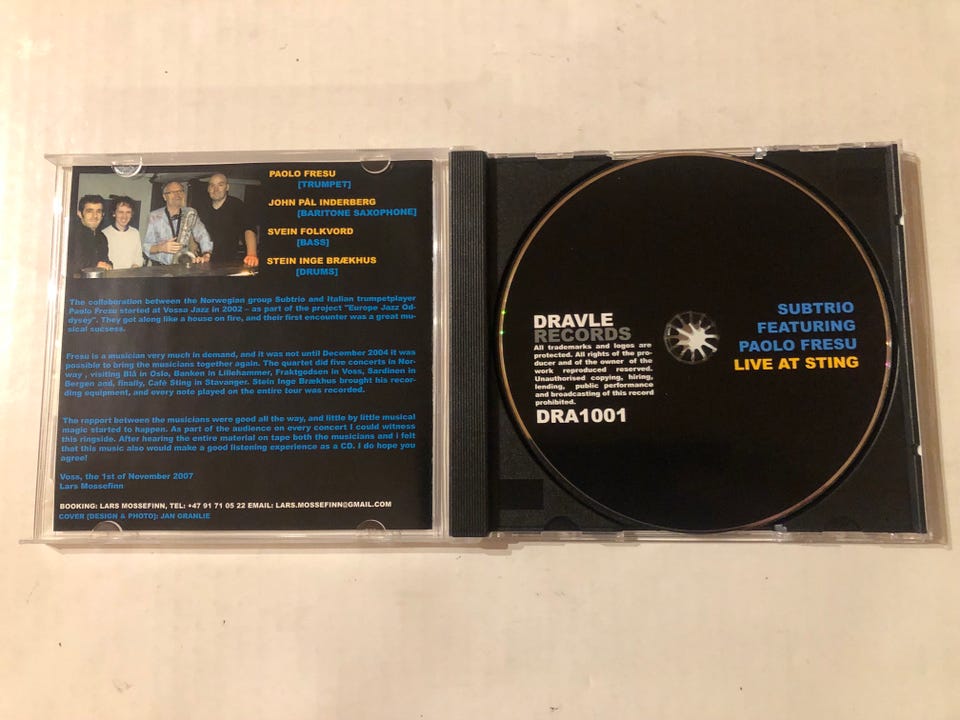 PAOLO FRESU
[TRUMPET]
JOHN PÅL INDERBERG
[BARITONE SAXOPHONE]
SVEIN FOLKVORD
[BASS]
STEIN INGE BRÆKHUS
[DRUMS]
The collaboration between the Norwegian group Subtrio and Italian trumpetplayer
Paolo Fresu started at Vossa Jazz in 2002 – as part of the project "Europe Jazz Od-
dysey". They got along like a house on fire, and their first encounter was a great mu-
sical sucsess.
Fresu is a musician very much in demand, and it was not until December 2004 it was
possible to bring the musicians together again. The quartet did five concerts in Nor-
way , visiting Blå in Oslo, Banken in Lillehammer, Fraktgodsen in Voss, Sardinen in
Bergen and, finally, Café Sting in Stavanger. Stein Inge Brækhus brought his recor-
ding equipment, and every note played on the entire tour was recorded.
The rapport between the musicians were good all the way, and little by little musical
magic started to happen. As part of the audience on every concert I could witness
this ringside. After hearing the entire material on tape both the musicians and i felt
that this music also would make a good listening experience as a CD. I do hope you
agree!
Voss, the 1st of November 2007
Lars Mossefinn
BOOKING: LARS MOSSEFINN, TEL: +47 91 71 05 22 EMAIL: LARS.MOSSEFINN@GMAIL.COM
COVER [DESIGN & PHOTO]: JAN GRANLIE
DRAVLE
RECORDS
All trademarks and logoes are
protected. All rights of the pro-
ducer and of the owner of the
work reproduced reserved.
Unauthorised copying, hiring,
lending, public performance
and broadcasting of this record
prohibited.
DRA1001
SUBTRIO
FEATURING
PAOLO FRESU
LIVE AT STING